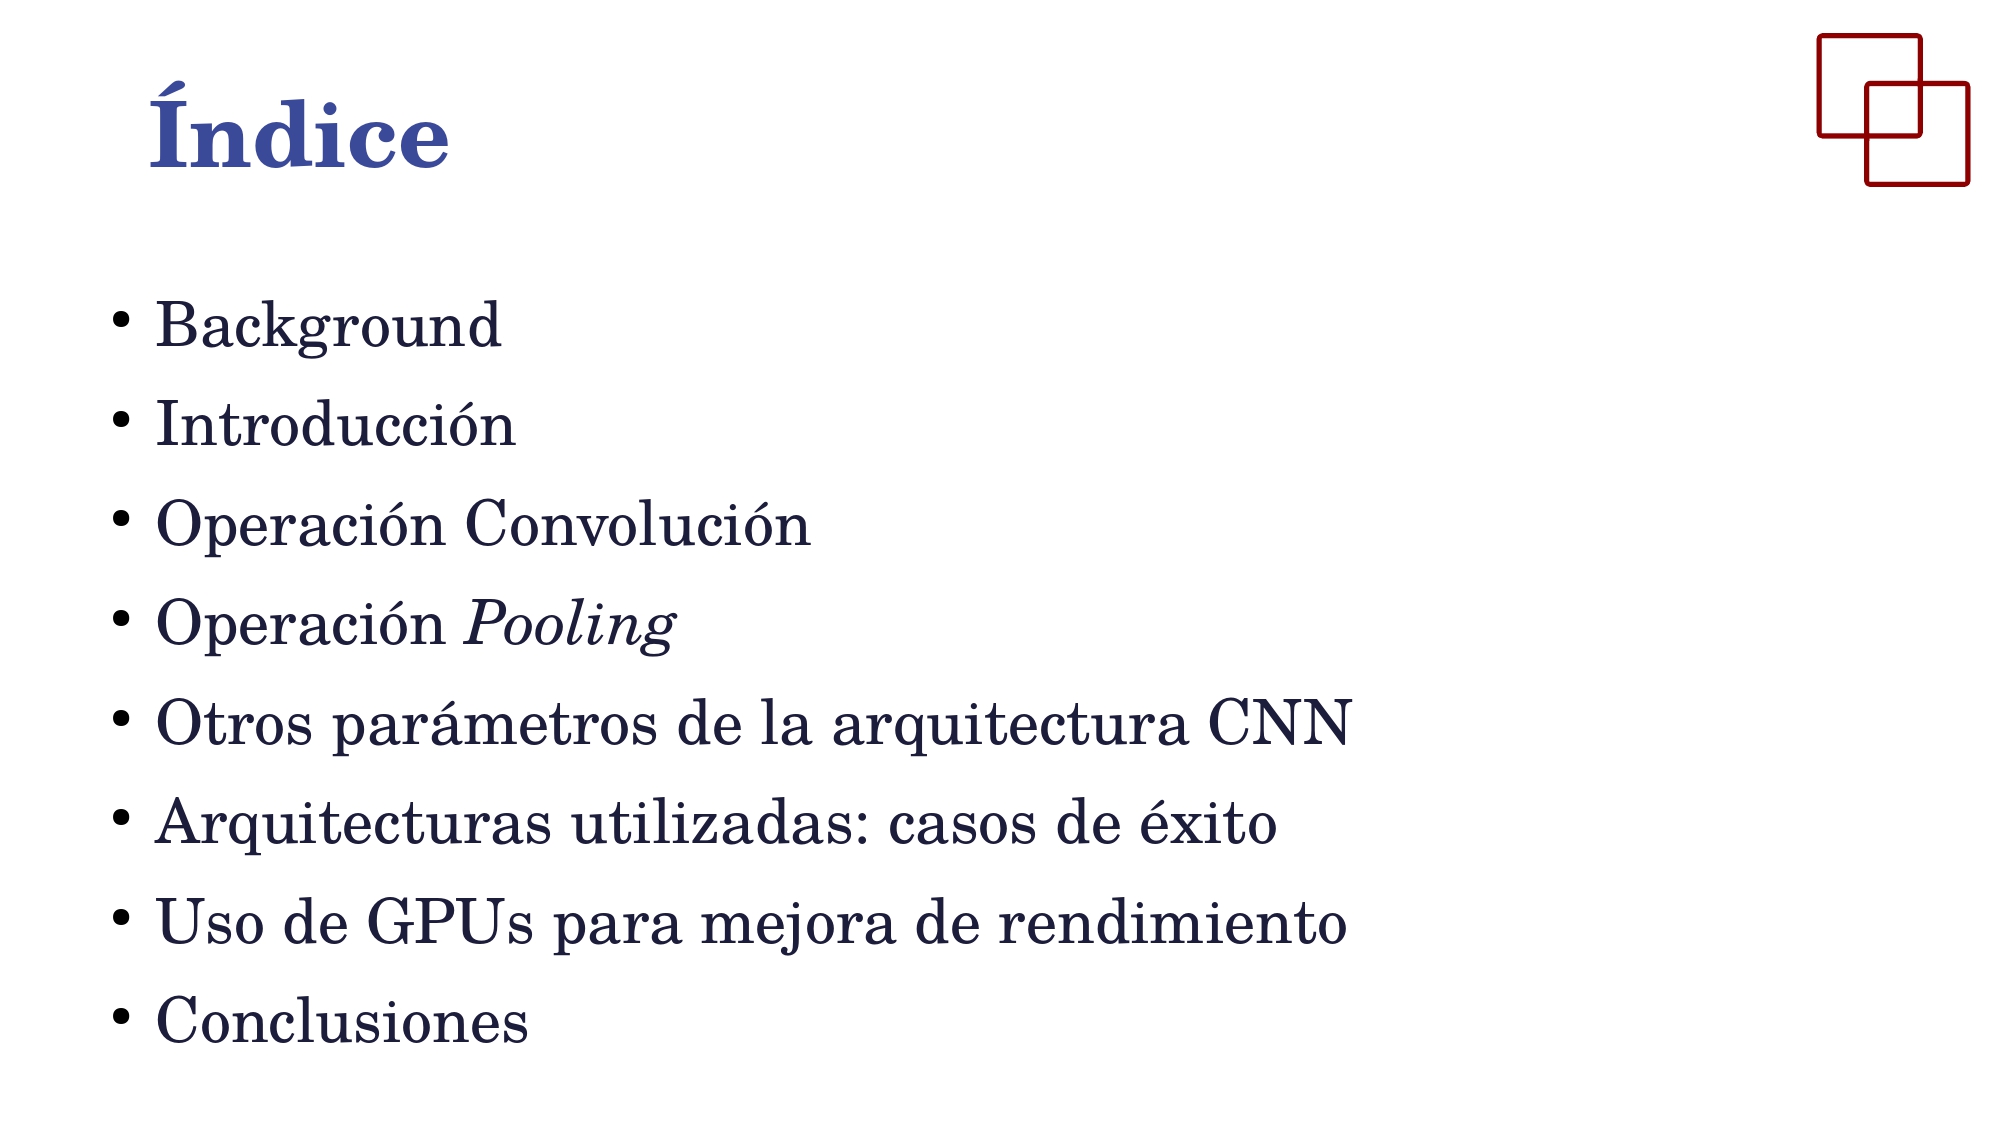 Índice
• Background
• Introducción
• Operación Convolución
• Operación Pooling
• Otros parámetros de la arquitectura CNN
• Arquitecturas utilizadas: casos de éxito
• Uso de GPUs para mejora de rendimiento
• Conclusiones